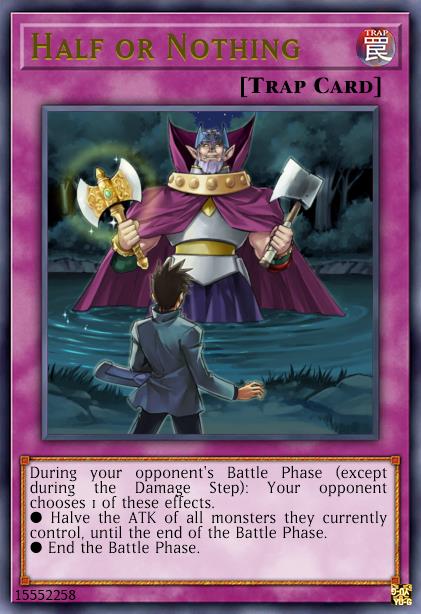 HALF OR NOTHING
TRAP
罠
[TRAP CARD]
During your opponent's Battle Phase (except
during the Damage Step): Your opponent
chooses 1 of these effects.
● Halve the ATK of all monsters they currently
control, until the end of the Battle Phase.
● End the Battle Phase.
15552258